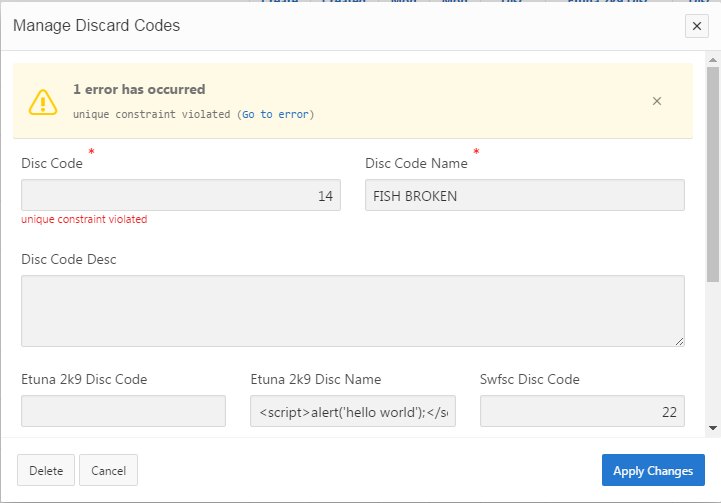 Manage Discard Codes
1 error has occurred
unique constraint violated (Go to error)
Disc Code *
Disc Code Name *
14
FISH BROKEN
unique constraint violated
Disc Code Desc
Etuna 2k9 Disc Code
Etuna 2k9 Disc Name
Swfsc Disc Code
<script>alert('hello world');</s
22
Delete
Cancel
Apply Changes